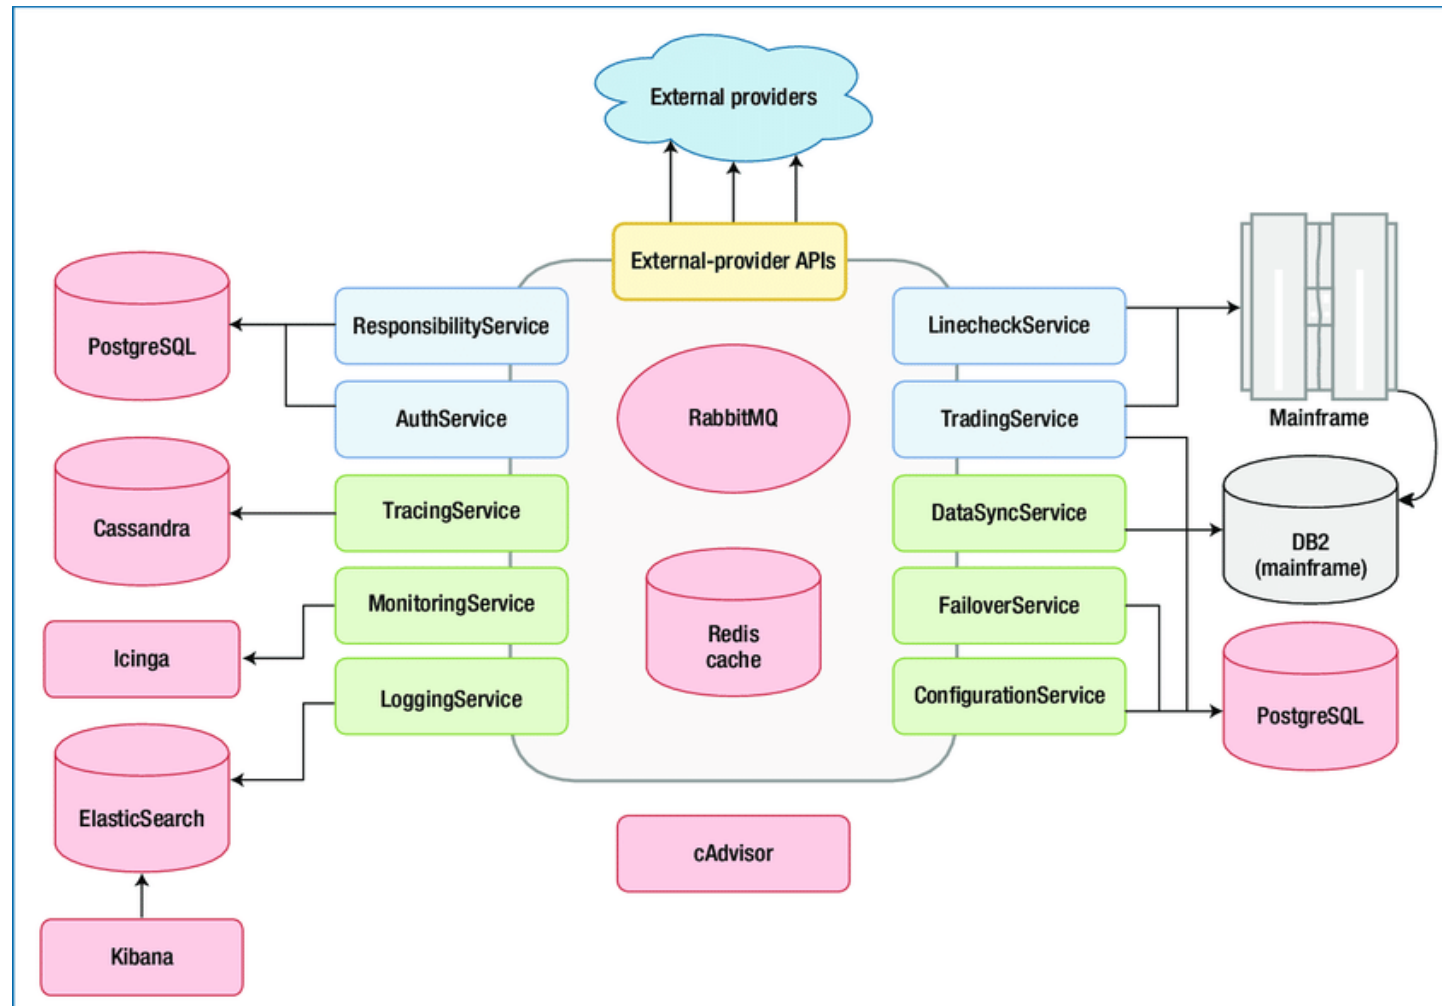 External providers
External-provider APIs
PostgreSQL
ResponsibilityService
LinecheckService
Mainframe
AuthService
RabbitMQ
TradingService
Cassandra
TracingService
DataSyncService
DB2
(mainframe)
Icinga
MonitoringService
Redis
cache
FailoverService
LoggingService
ConfigurationService
PostgreSQL
ElasticSearch
cAdvisor
Kibana